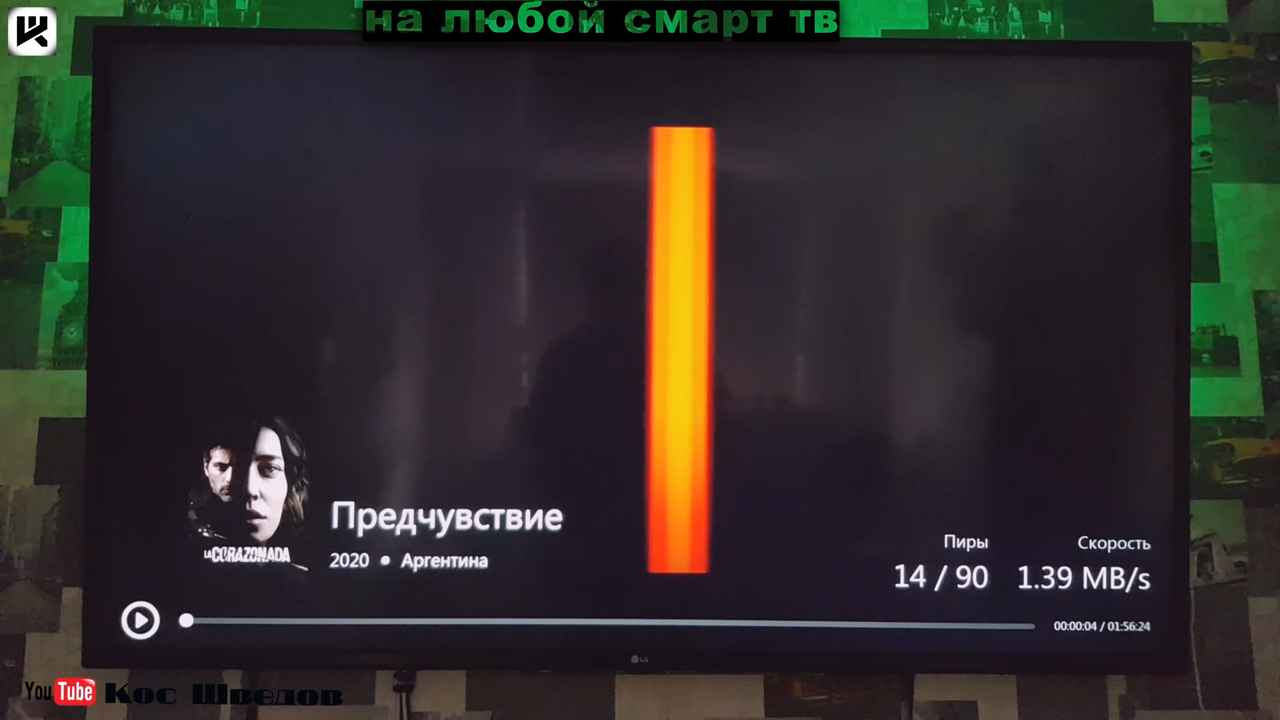 на любой смарт тв
LA CORAZONADA
Предчувствие
2020 • Аргентина
Пиры
Скорость
14 / 90
1.39 MB/s
00:00:04 / 01:56:24
LG
YouTube Кос Шведов